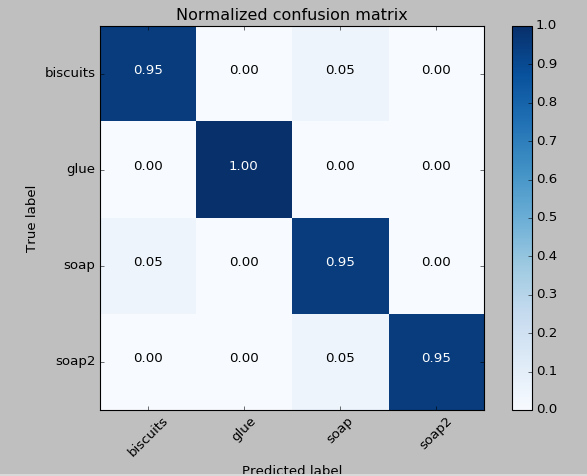 Normalized confusion matrix
biscuits 0.95 0.00 0.05 0.00
glue 0.00 1.00 0.00 0.00
soap 0.05 0.00 0.95 0.00
soap2 0.00 0.00 0.05 0.95
True label
biscuits glue soap soap2
Predicted label
1.0
0.9
0.8
0.7
0.6
0.5
0.4
0.3
0.2
0.1
0.0